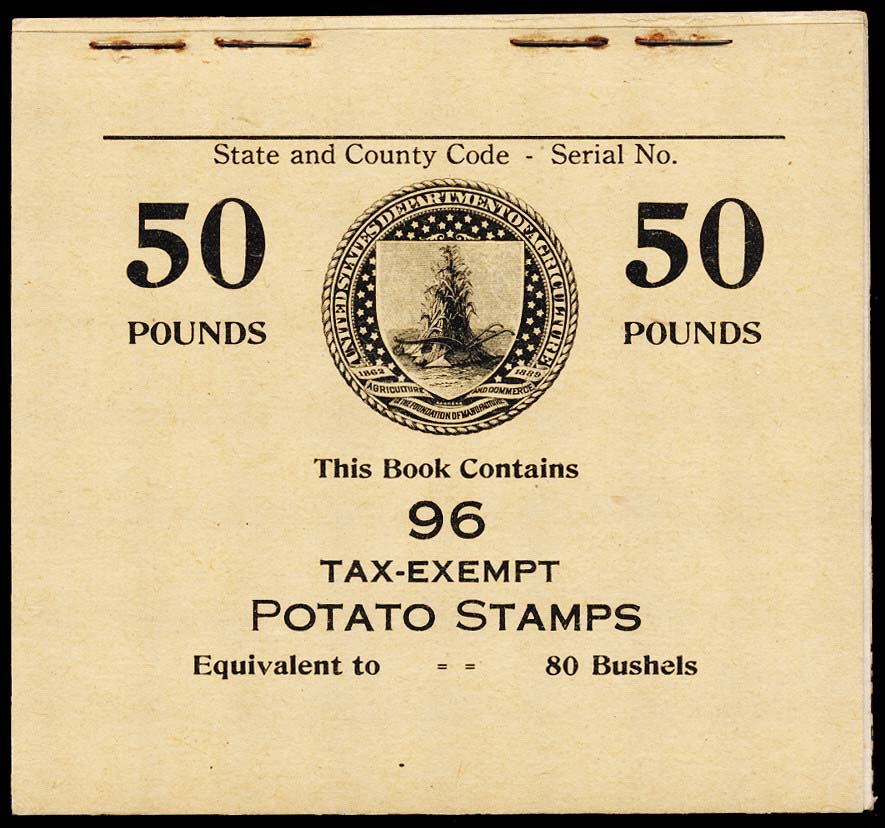 State and County Code - Serial No.
50 50
POUNDS POUNDS
UNITED STATES DEPARTMENT OF AGRICULTURE
1862 1889
AGRICULTURE AND COMMERCE
IS THE FOUNDATION OF MANUFACTURE
This Book Contains
96
TAX-EXEMPT
POTATO STAMPS
Equivalent to = = 80 Bushels